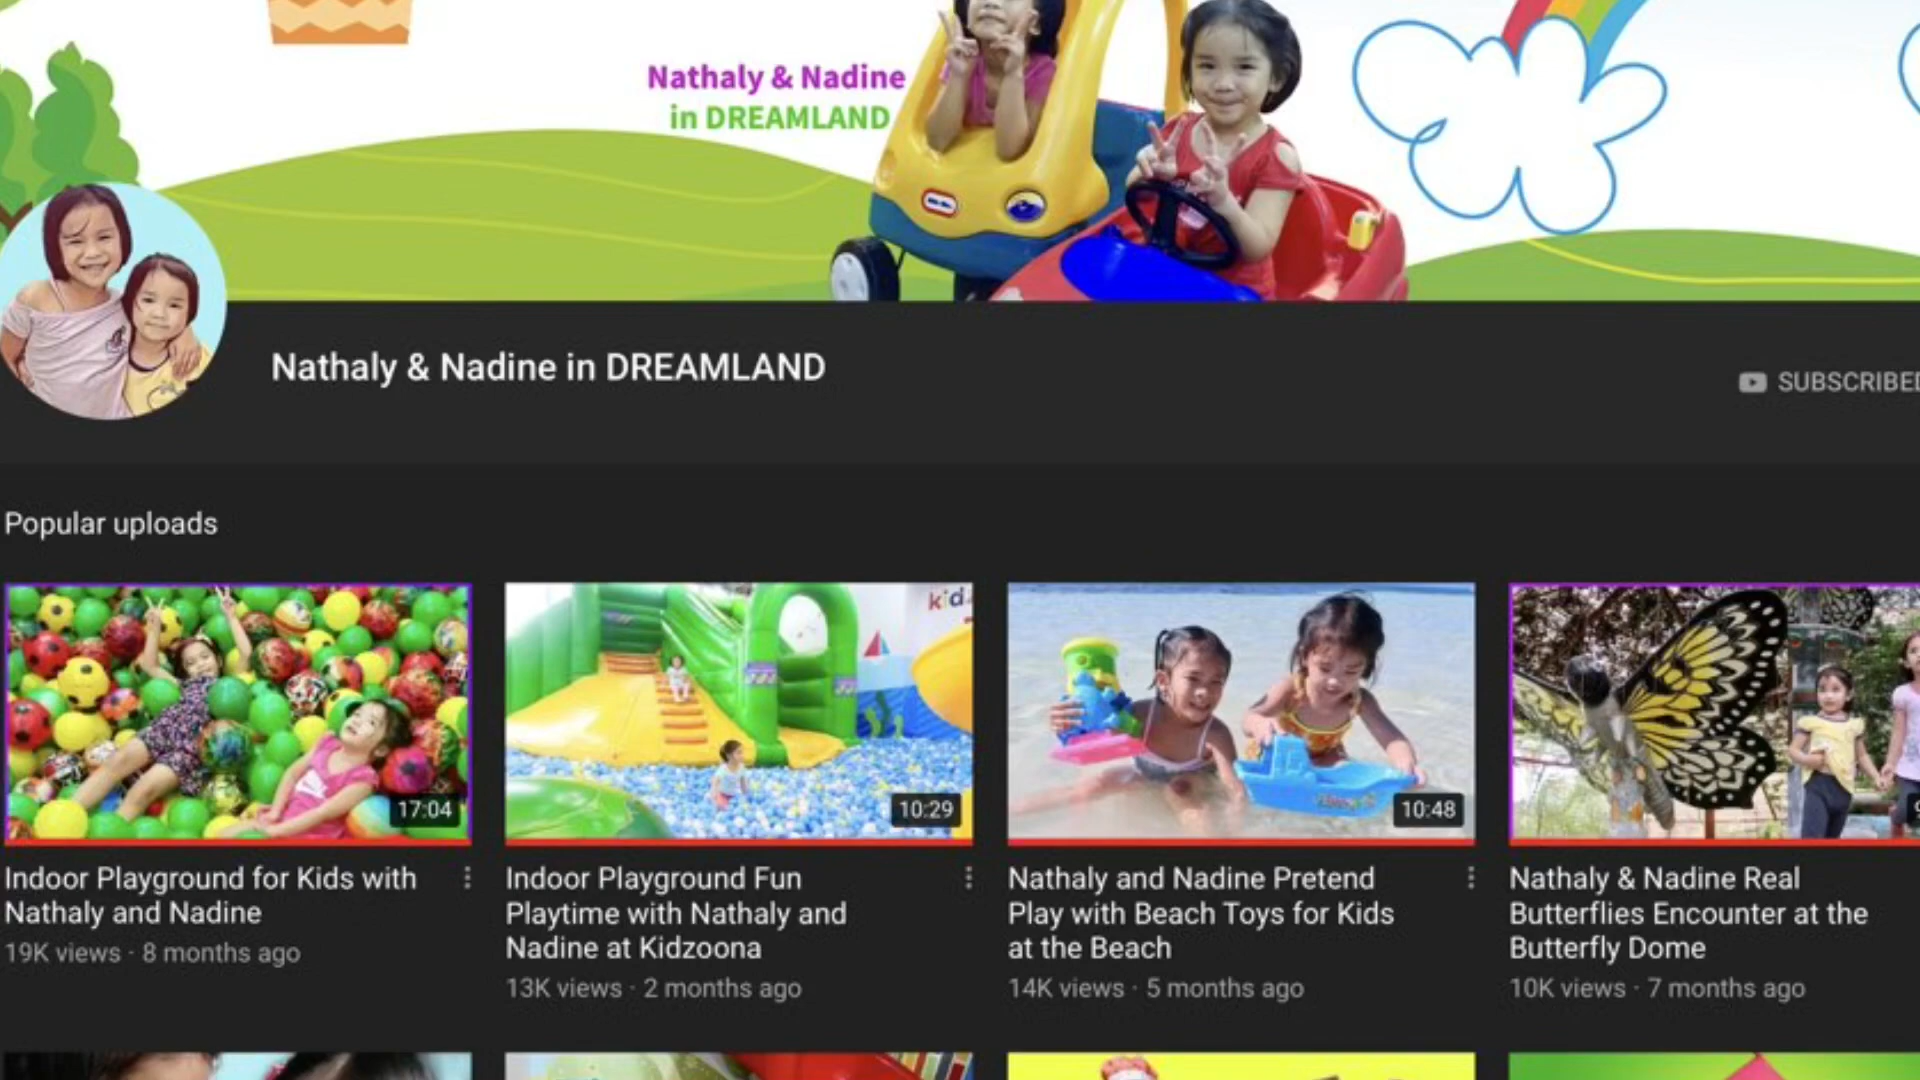 Nathaly & Nadine
in DREAMLAND
Nathaly & Nadine in DREAMLAND
SUBSCRIBED
Popular uploads
kid
17:04
10:29
10:48
9
Indoor Playground for Kids with
Nathaly and Nadine
19K views · 8 months ago
Indoor Playground Fun
Playtime with Nathaly and
Nadine at Kidzoona
13K views · 2 months ago
Nathaly and Nadine Pretend
Play with Beach Toys for Kids
at the Beach
14K views · 5 months ago
Nathaly & Nadine Real
Butterflies Encounter at the
Butterfly Dome
10K views · 7 months ago